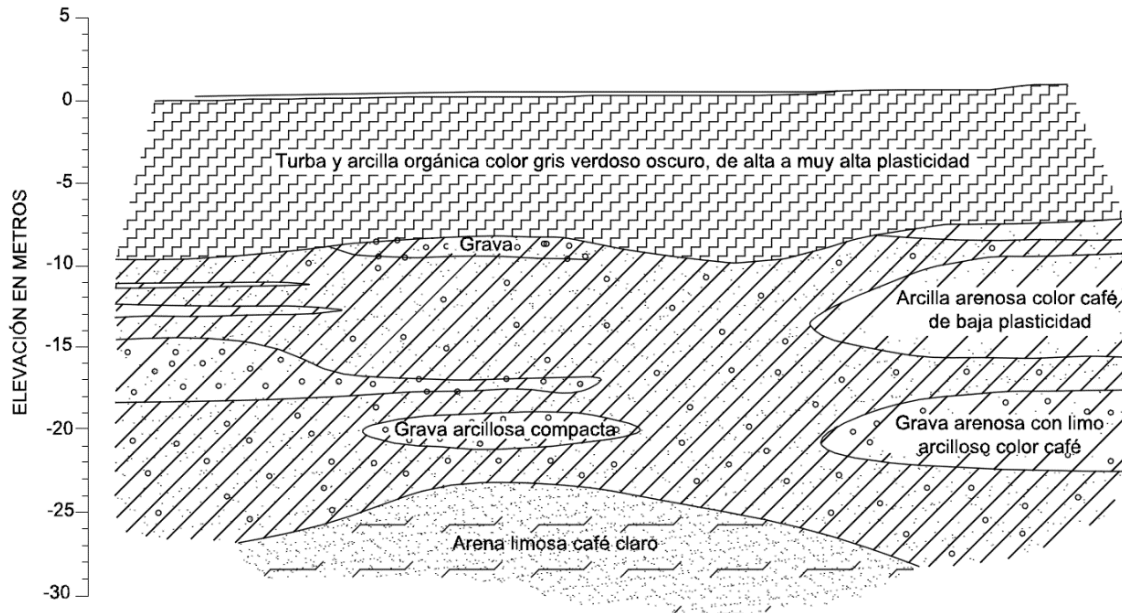 5
0
-5
-10
-15
-20
-25
-30
ELEVACIÓN EN METROS
Turba y arcilla orgánica color gris verdoso oscuro, de alta a muy alta plasticidad
Grava
Arcilla arenosa color café
de baja plasticidad
Grava arcillosa compacta
Grava arenosa con limo
arcilloso color café
Arena limosa café claro